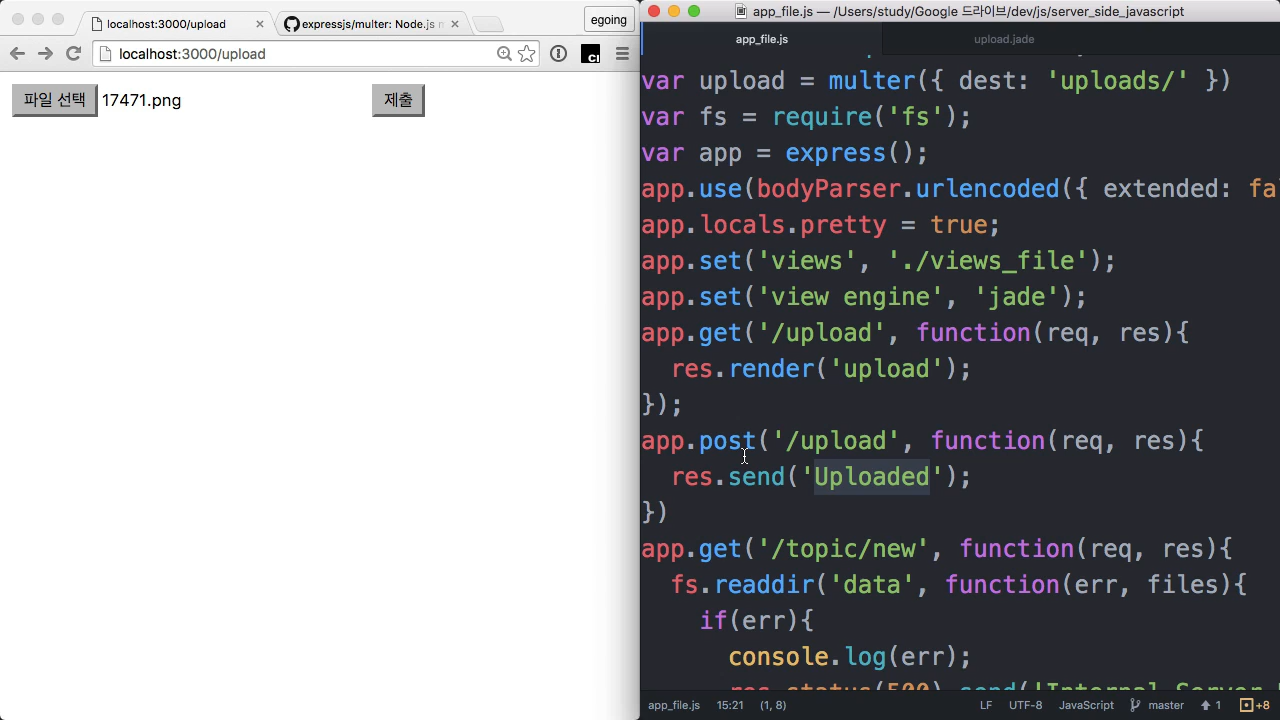 localhost:3000/upload
expressjs/multer: Node.js
egoing
localhost:3000/upload
파일 선택 17471.png 제출
app_file.js — /Users/study/Google 드라이브/dev/js/server_side_javascript
app_file.js
upload.jade
var upload = multer({ dest: 'uploads/' })
var fs = require('fs');
var app = express();
app.use(bodyParser.urlencoded({ extended: fa
app.locals.pretty = true;
app.set('views', './views_file');
app.set('view engine', 'jade');
app.get('/upload', function(req, res){
  res.render('upload');
});
app.post('/upload', function(req, res){
  res.send('Uploaded');
})
app.get('/topic/new', function(req, res){
  fs.readdir('data', function(err, files){
    if(err){
      console.log(err);
      res.status(500).send('Internal Server
app_file.js 15:21 (1, 8) LF UTF-8 JavaScript master 1 +8